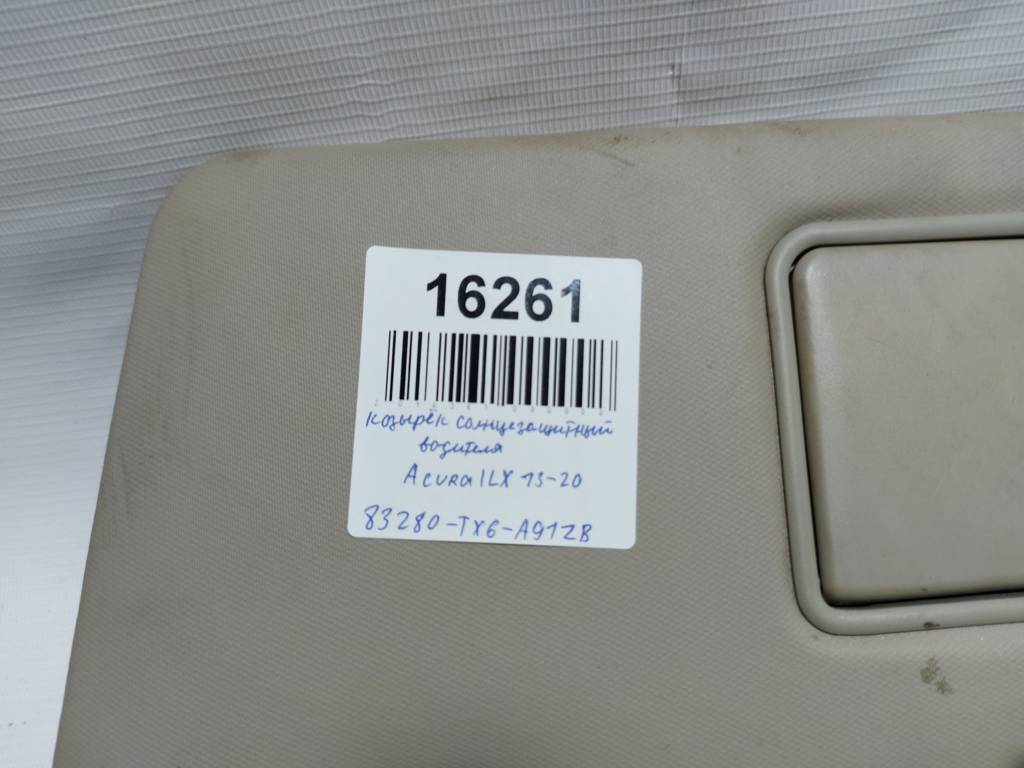 16261
козырёк солнцезащитный
водителя
Acura ILX 13-20
83280-TX6-A91ZB